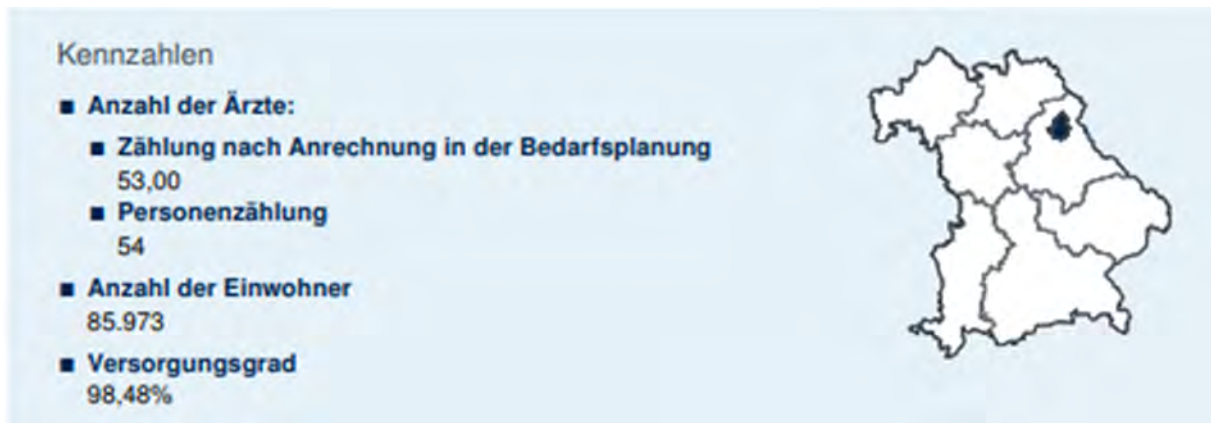 Kennzahlen
■ Anzahl der Ärzte:
■ Zählung nach Anrechnung in der Bedarfsplanung
53,00
■ Personenzählung
54
■ Anzahl der Einwohner
85.973
■ Versorgungsgrad
98,48%